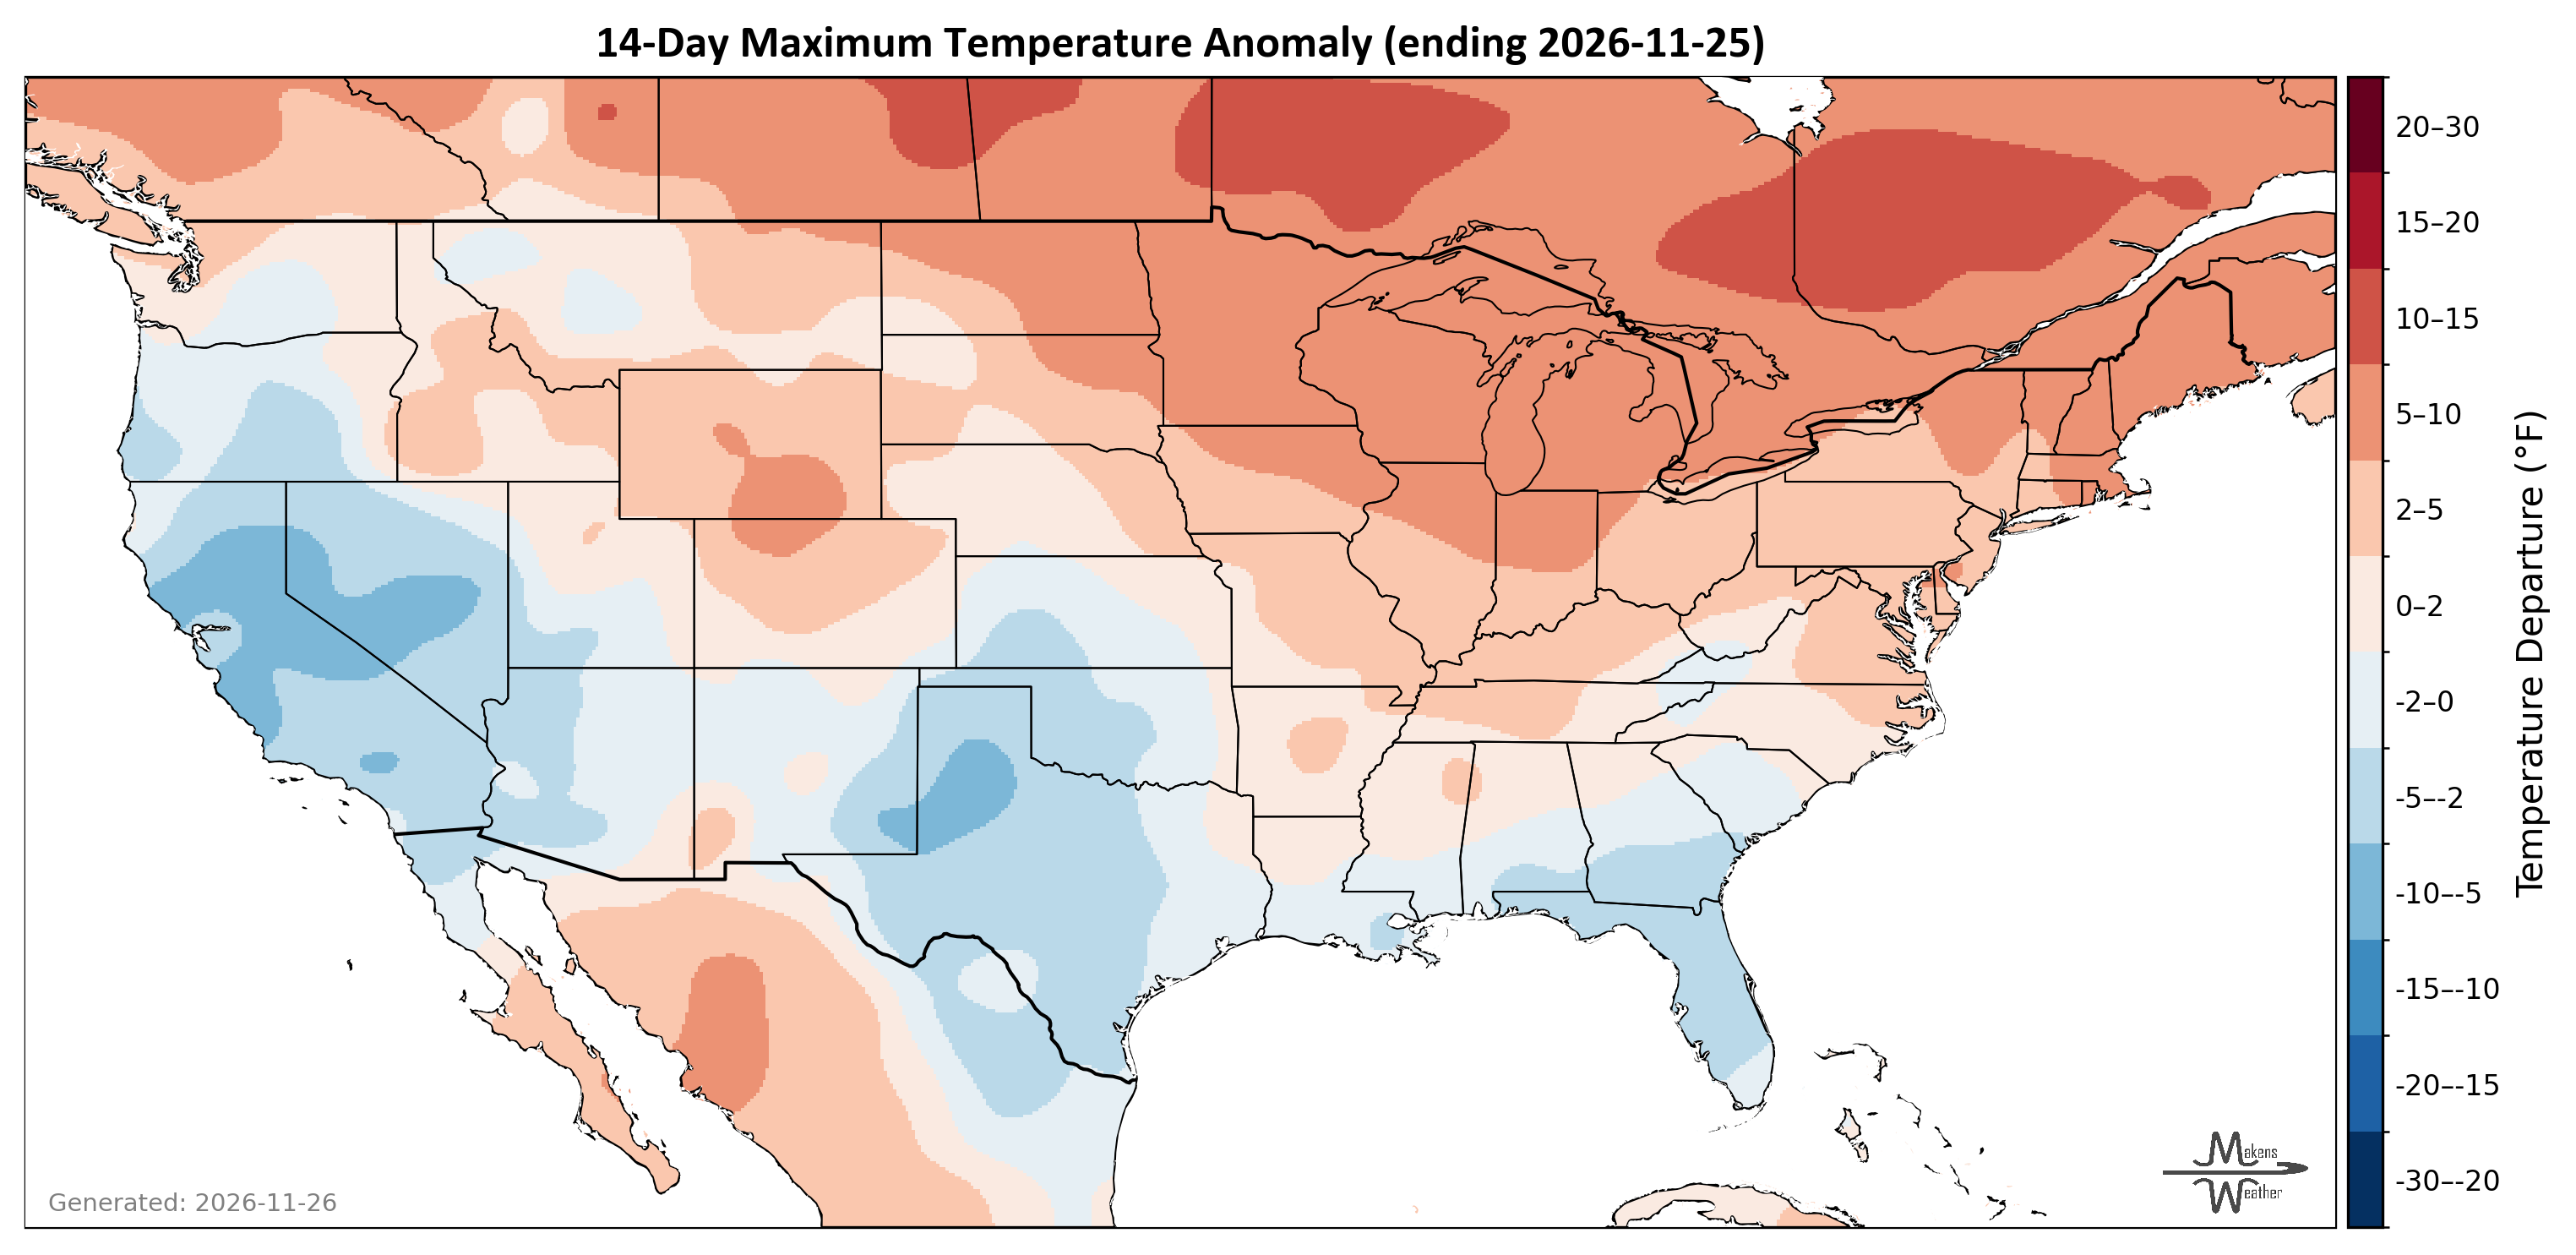 14-Day Maximum Temperature Anomaly (ending 2026-11-25)
20–30
15–20
10–15
5–10
2–5
0–2
-2–0
-5–-2
-10–-5
-15–-10
-20–-15
-30–-20
Temperature Departure (°F)
Makens
Weather
Generated: 2026-11-26